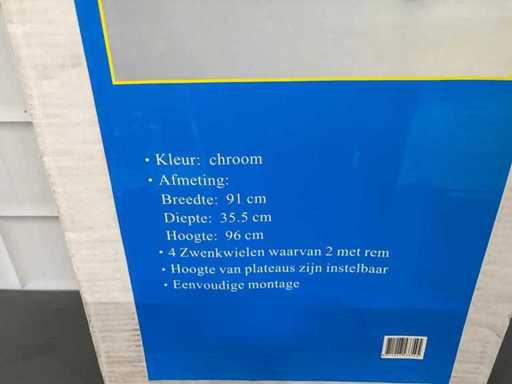 • Kleur: chroom
• Afmeting:
Breedte: 91 cm
Diepte: 35.5 cm
Hoogte: 96 cm
• 4 Zwenkwielen waarvan 2 met rem
• Hoogte van plateaus zijn instelbaar
• Eenvoudige montage